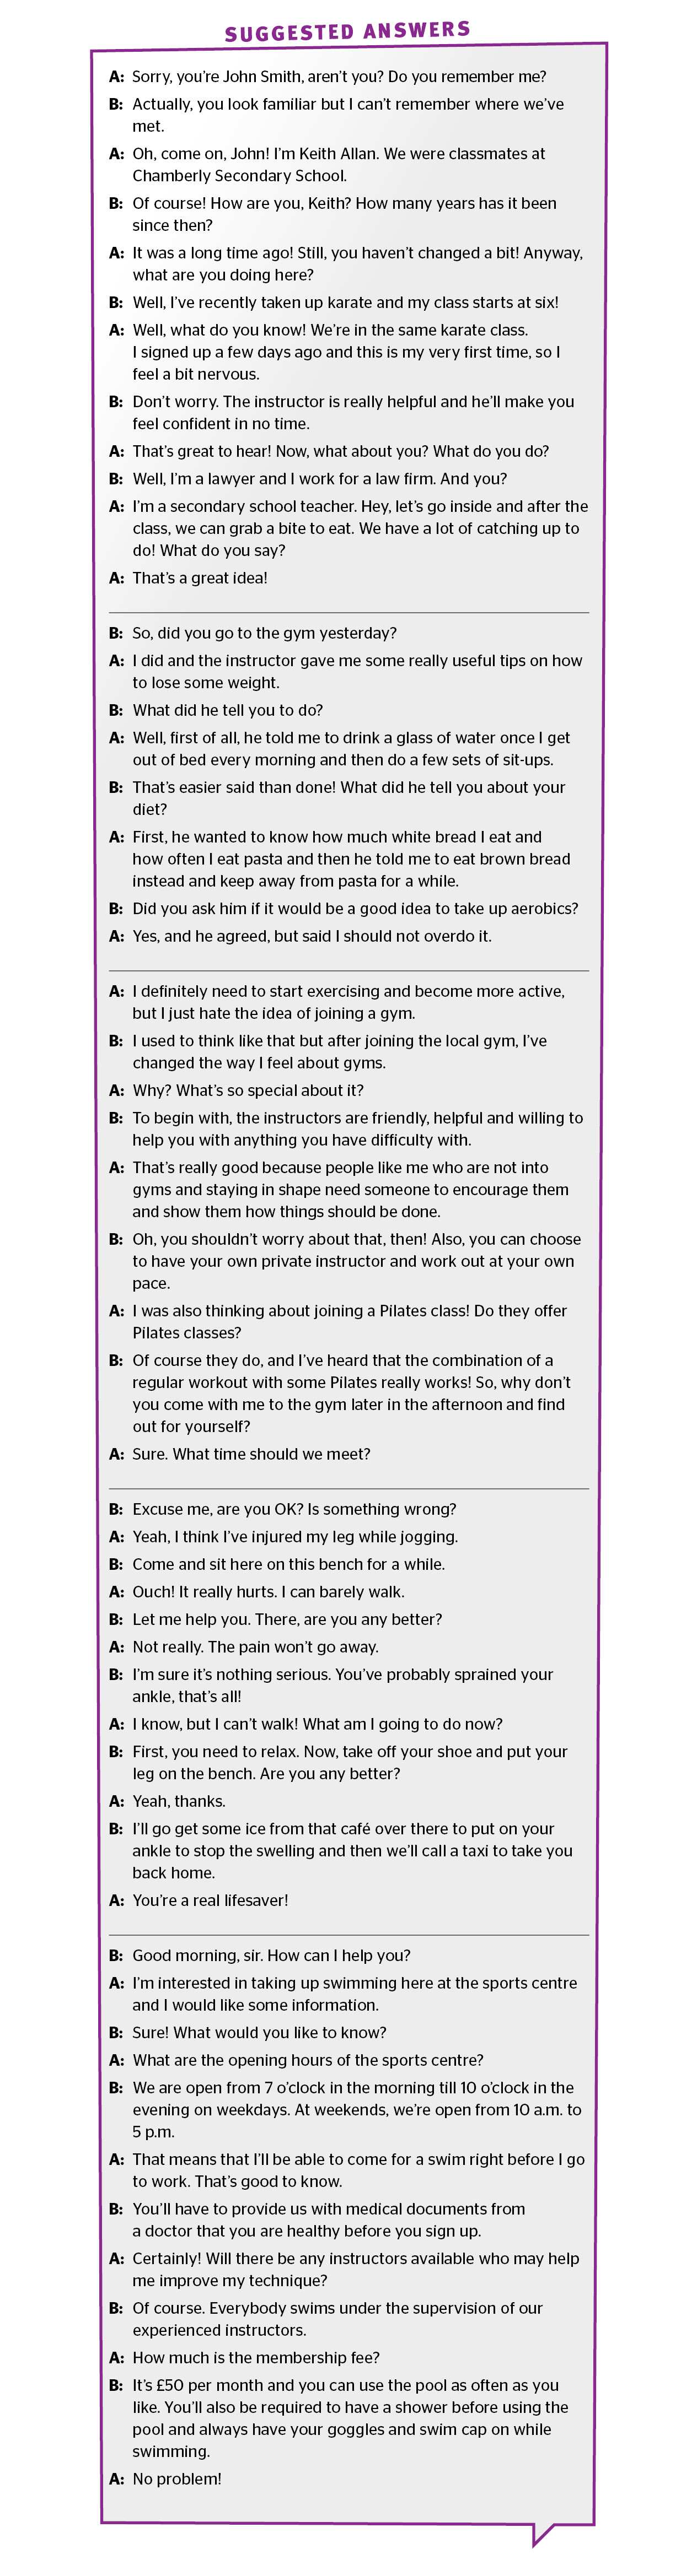 SUGGESTED ANSWERS
A: Sorry, you're John Smith, aren't you? Do you remember me?
B: Actually, you look familiar but I can't remember where we've
met.
A: Oh, come on, John! I'm Keith Allan. We were classmates at
Chamberly Secondary School.
B: Of course! How are you, Keith? How many years has it been
since then?
A: It was a long time ago! Still, you haven't changed a bit! Anyway,
what are you doing here?
B: Well, I've recently taken up karate and my class starts at six!
A: Well, what do you know! We're in the same karate class.
I signed up a few days ago and this is my very first time, so I
feel a bit nervous.
B: Don't worry. The instructor is really helpful and he'll make you
feel confident in no time.
A: That's great to hear! Now, what about you? What do you do?
B: Well, I'm a lawyer and I work for a law firm. And you?
A: I'm a secondary school teacher. Hey, let's go inside and after the
class, we can grab a bite to eat. We have a lot of catching up to
do! What do you say?
A: That's a great idea!
B: So, did you go to the gym yesterday?
A: I did and the instructor gave me some really useful tips on how
to lose some weight.
B: What did he tell you to do?
A: Well, first of all, he told me to drink a glass of water once I get
out of bed every morning and then do a few sets of sit-ups.
B: That's easier said than done! What did he tell you about your
diet?
A: First, he wanted to know how much white bread I eat and
how often I eat pasta and then he told me to eat brown bread
instead and keep away from pasta for a while.
B: Did you ask him if it would be a good idea to take up aerobics?
A: Yes, and he agreed, but said I should not overdo it.
A: I definitely need to start exercising and become more active,
but I just hate the idea of joining a gym.
B: I used to think like that but after joining the local gym, I've
changed the way I feel about gyms.
A: Why? What's so special about it?
B: To begin with, the instructors are friendly, helpful and willing to
help you with anything you have difficulty with.
A: That's really good because people like me who are not into
gyms and staying in shape need someone to encourage them
and show them how things should be done.
B: Oh, you shouldn't worry about that, then! Also, you can choose
to have your own private instructor and work out at your own
pace.
A: I was also thinking about joining a Pilates class! Do they offer
Pilates classes?
B: Of course they do, and I've heard that the combination of a
regular workout with some Pilates really works! So, why don't
you come with me to the gym later in the afternoon and find
out for yourself?
A: Sure. What time should we meet?
B: Excuse me, are you OK? Is something wrong?
A: Yeah, I think I've injured my leg while jogging.
B: Come and sit here on this bench for a while.
A: Ouch! It really hurts. I can barely walk.
B: Let me help you. There, are you any better?
A: Not really. The pain won't go away.
B: I'm sure it's nothing serious. You've probably sprained your
ankle, that's all!
A: I know, but I can't walk! What am I going to do now?
B: First, you need to relax. Now, take off your shoe and put your
leg on the bench. Are you any better?
A: Yeah, thanks.
B: I'll go get some ice from that café over there to put on your
ankle to stop the swelling and then we'll call a taxi to take you
back home.
A: You're a real lifesaver!
B: Good morning, sir. How can I help you?
A: I'm interested in taking up swimming here at the sports centre
and I would like some information.
B: Sure! What would you like to know?
A: What are the opening hours of the sports centre?
B: We are open from 7 o'clock in the morning till 10 o'clock in the
evening on weekdays. At weekends, we're open from 10 a.m. to
5 p.m.
A: That means that I'll be able to come for a swim right before I go
to work. That's good to know.
B: You'll have to provide us with medical documents from
a doctor that you are healthy before you sign up.
A: Certainly! Will there be any instructors available who may help
me improve my technique?
B: Of course. Everybody swims under the supervision of our
experienced instructors.
A: How much is the membership fee?
B: It's £50 per month and you can use the pool as often as you
like. You'll also be required to have a shower before using the
pool and always have your goggles and swim cap on while
swimming.
A: No problem!